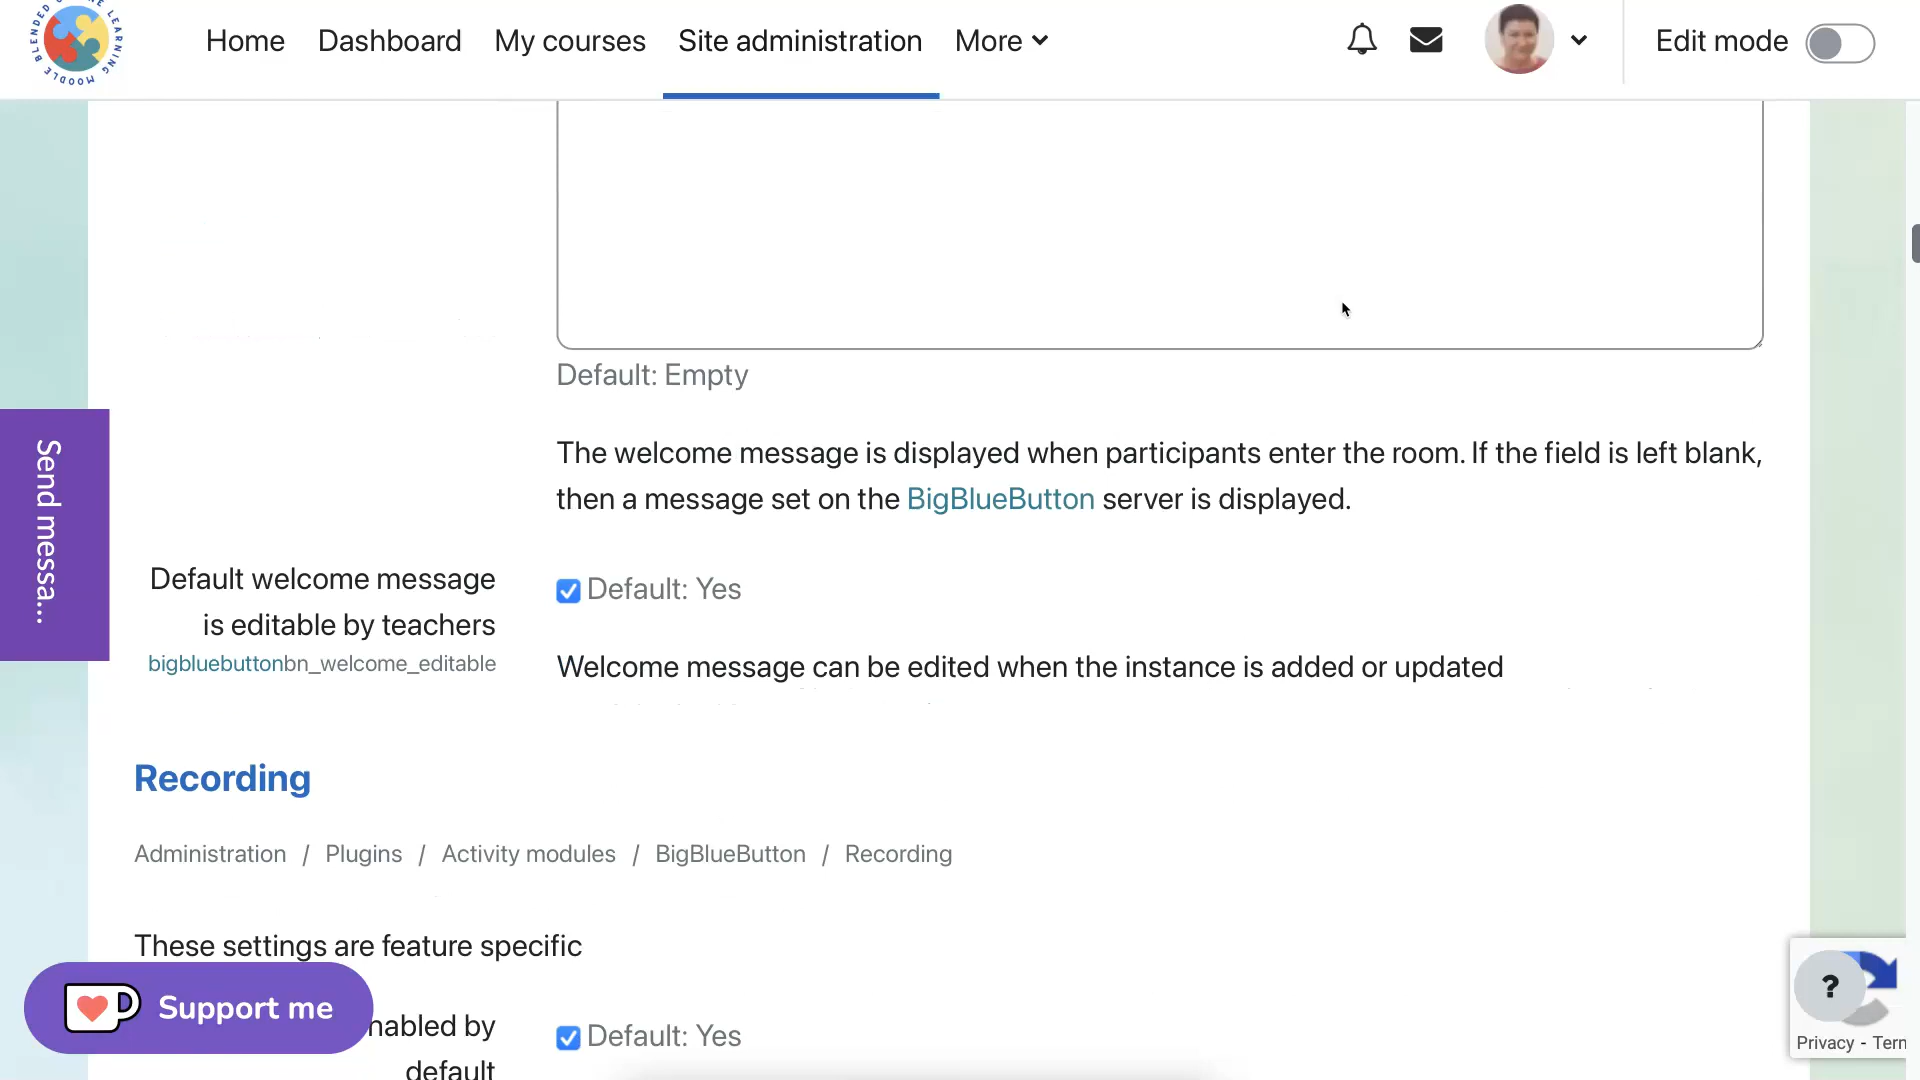 Home Dashboard My courses Site administration More Edit mode
Default: Empty
The welcome message is displayed when participants enter the room. If the field is left blank,
then a message set on the BigBlueButton server is displayed.
Send messa...
Default welcome message
is editable by teachers
bigbluebuttonbn_welcome_editable
Default: Yes
Welcome message can be edited when the instance is added or updated
Recording
Administration / Plugins / Activity modules / BigBlueButton / Recording
These settings are feature specific
Support me
nabled by
default
Default: Yes
?
Privacy - Tern